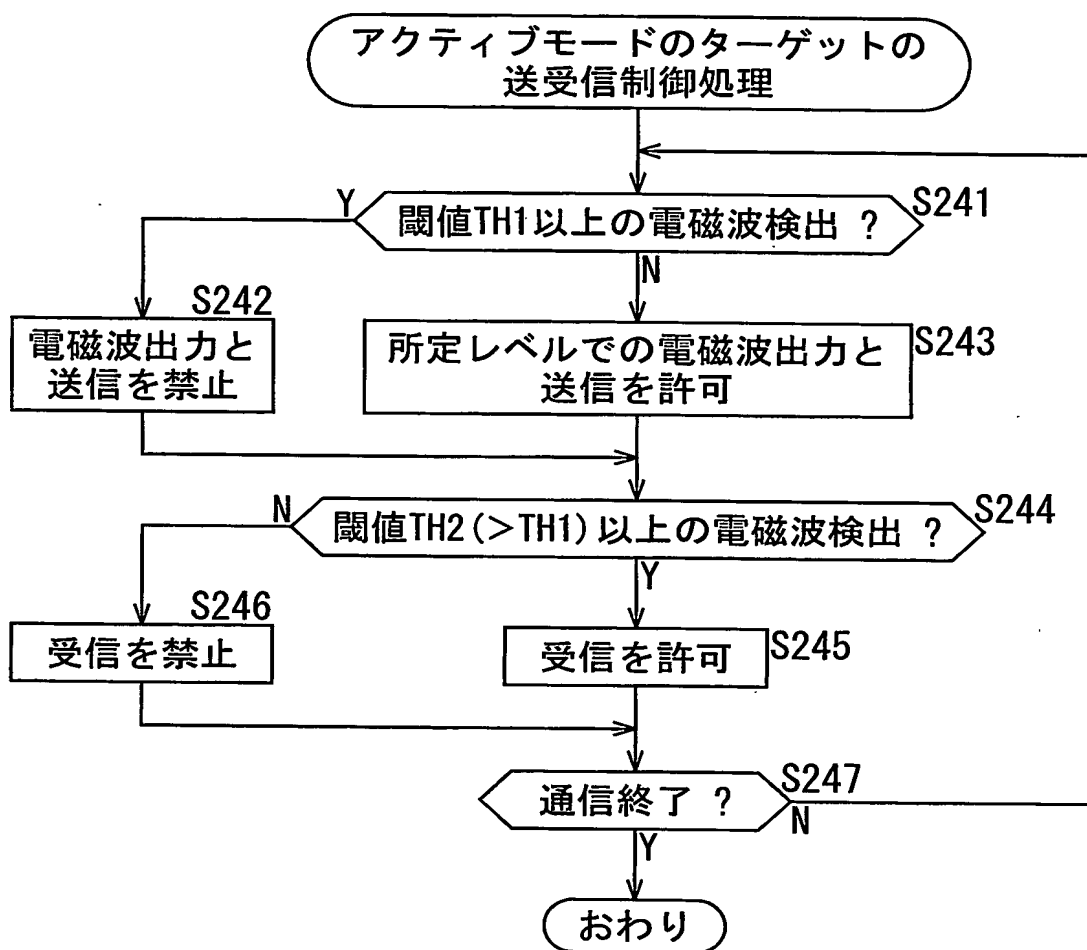 アクティブモードのターゲットの
送受信制御処理
Y
閾値TH1以上の電磁波検出 ?
S241
N
S242
電磁波出力と
送信を禁止
所定レベルでの電磁波出力と
送信を許可
S243
N
閾値TH2(>TH1)以上の電磁波検出 ?
S244
Y
S246
受信を禁止
受信を許可
S245
通信終了 ?
S247
N
Y
おわり